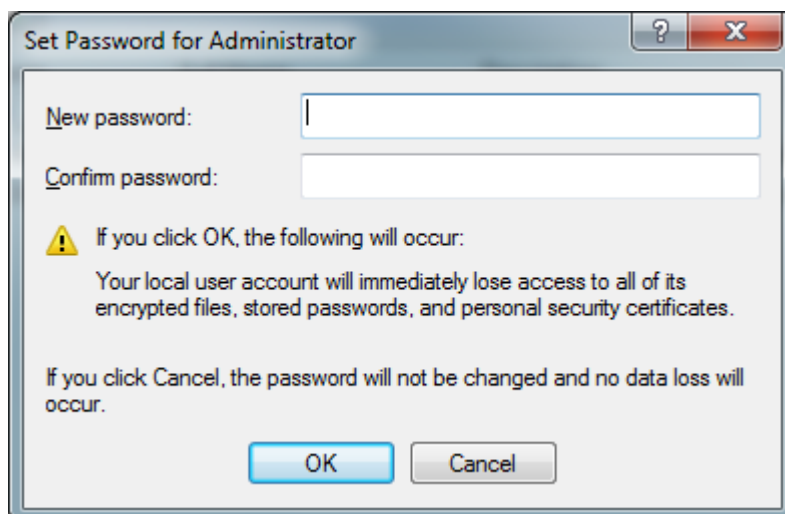 Set Password for Administrator
New password:
Confirm password:
If you click OK, the following will occur:
Your local user account will immediately lose access to all of its
encrypted files, stored passwords, and personal security certificates.
If you click Cancel, the password will not be changed and no data loss will
occur.
OK Cancel